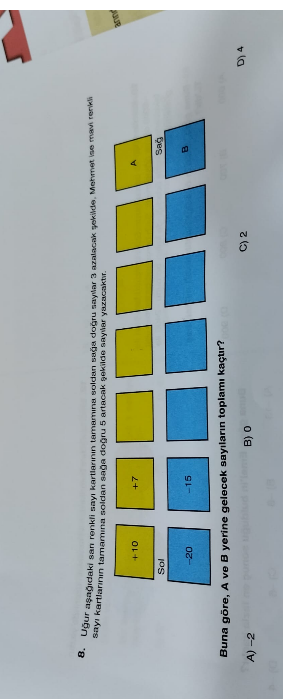 8. Uğur aşağıdaki sarı renkli sayı kartlarının tamamına soldan sağa doğru sayılar 3 azalacak şekilde, Mehmet ise mavi renkli
sayı kartlarının tamamına soldan sağa doğru 5 artacak şekilde sayılar yazacaktır.
+10 +7 A
Sol Sağ
-20 -15 B
Buna göre, A ve B yerine gelecek sayıların toplamı kaçtır?
A) -2 B) 0 C) 2 D) 4